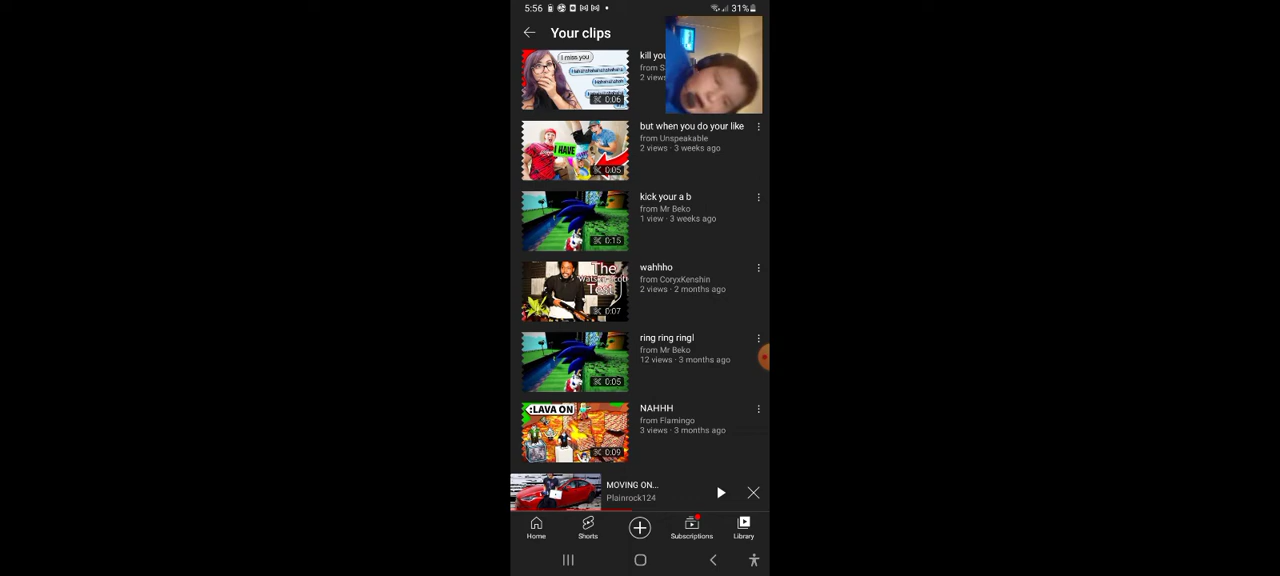 5:56
31%
Your clips
I miss you
kill you
from S
2 views
0:06
but when you do your like
from Unspeakable
2 views · 3 weeks ago
I HAVE
0:05
kick your a b
from Mr Beko
1 view · 3 weeks ago
0:15
wahhho
from CoryxKenshin
2 views · 2 months ago
The
Test
0:07
ring ring ringl
from Mr Beko
12 views · 3 months ago
0:05
NAHHH
from Flamingo
3 views · 3 months ago
:LAVA ON
0:09
MOVING ON...
Plainrock124
Home
Shorts
Subscriptions
Library